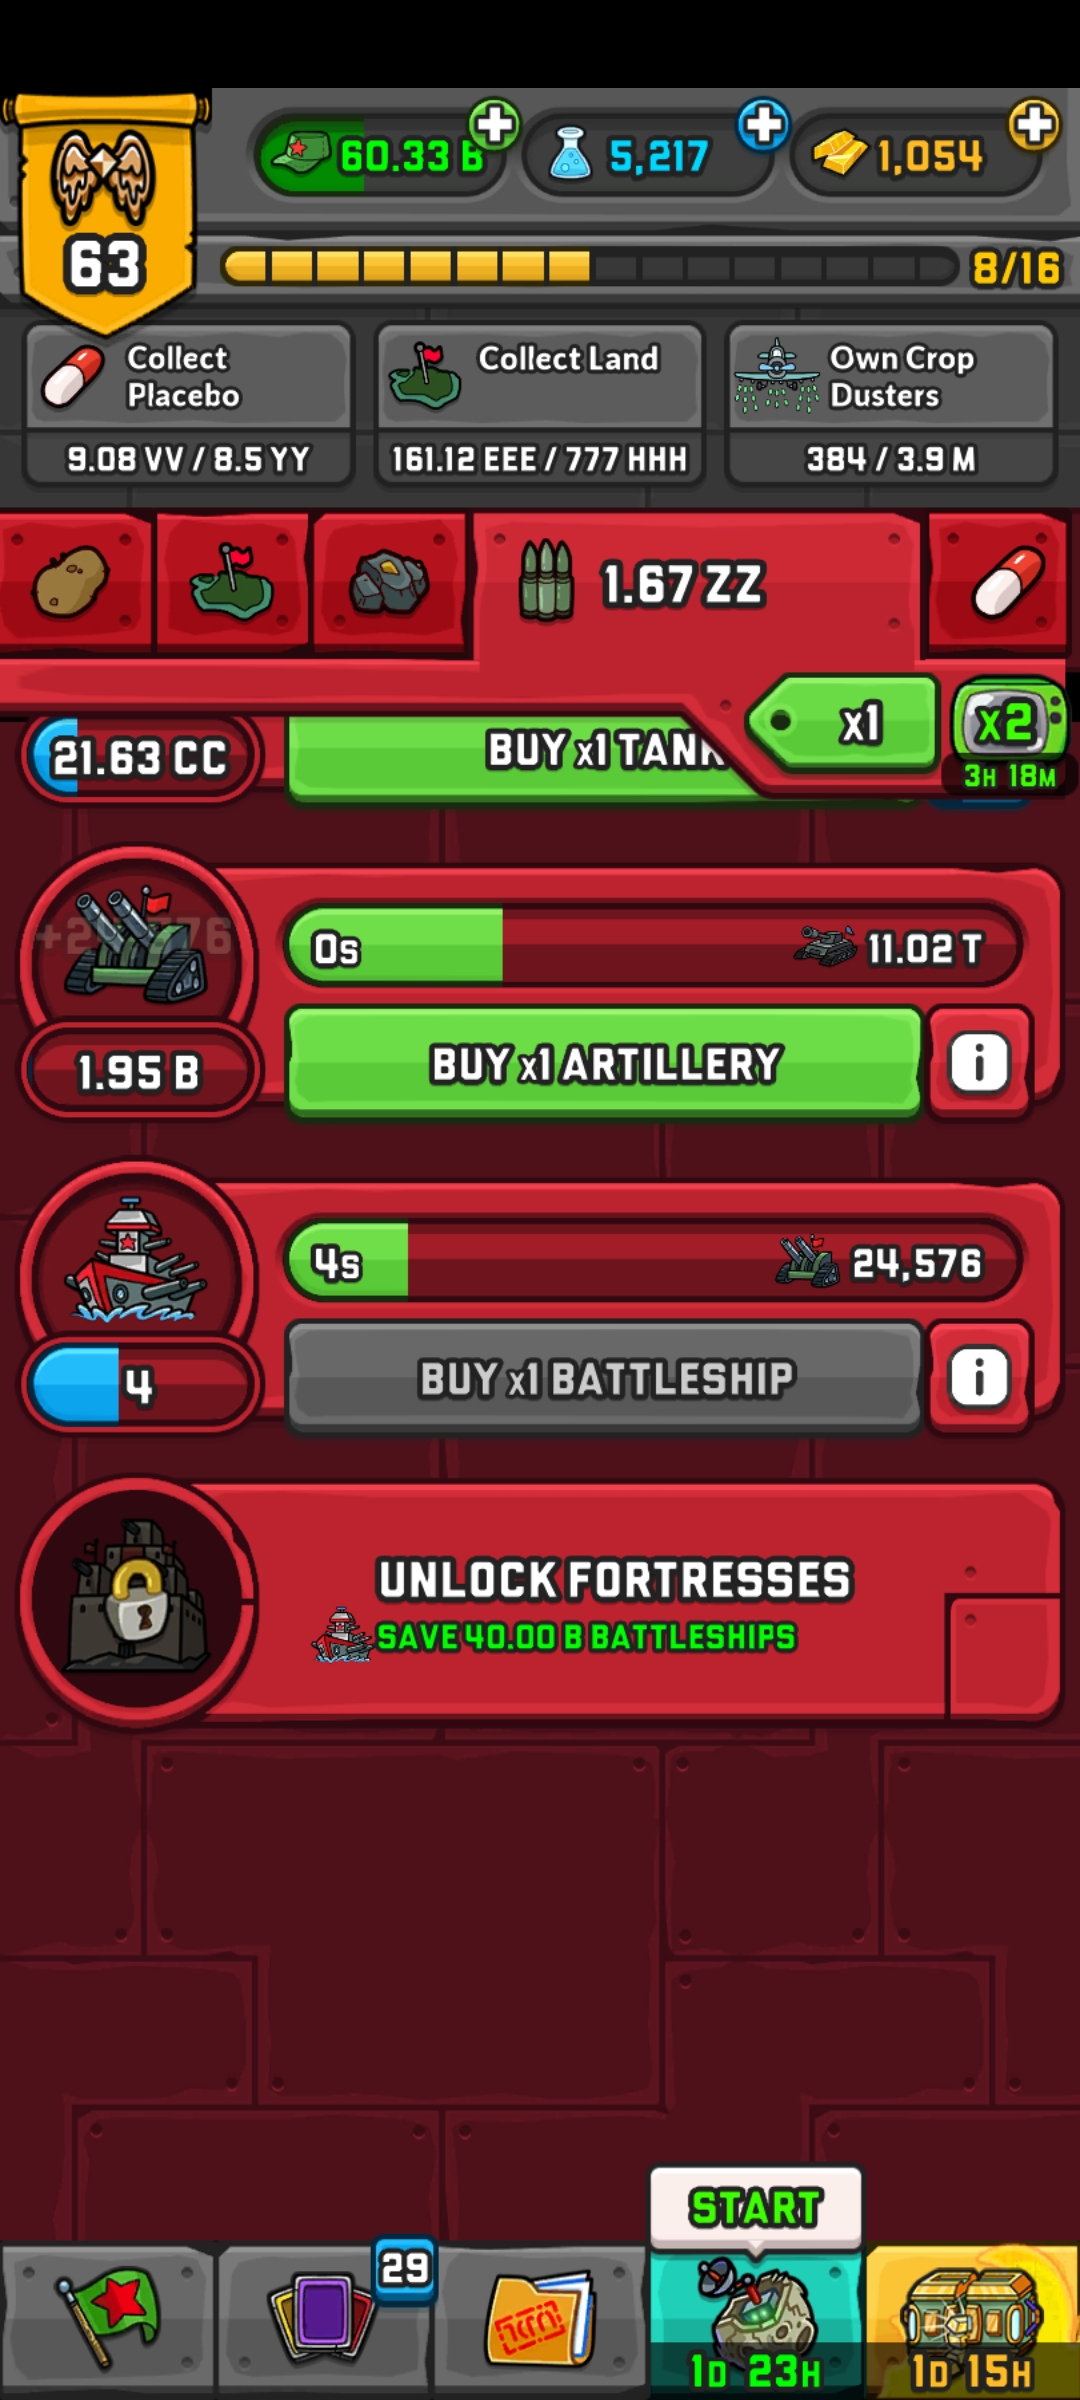 60.33 B
5,217
1,054
63
8/16
Collect
Placebo
9.08 VV / 8.5 YY
Collect Land
161.12 EEE / 777 HHH
Own Crop
Dusters
384 / 3.9 M
1.67 ZZ
x1
x2
3H 18M
21.63 CC
BUY x1 TANK
0s
11.02 T
1.95 B
BUY x1 ARTILLERY
i
4s
24,576
4
BUY x1 BATTLESHIP
i
UNLOCK FORTRESSES
SAVE 40.00 B BATTLESHIPS
START
29
1D 23H
1D 15H